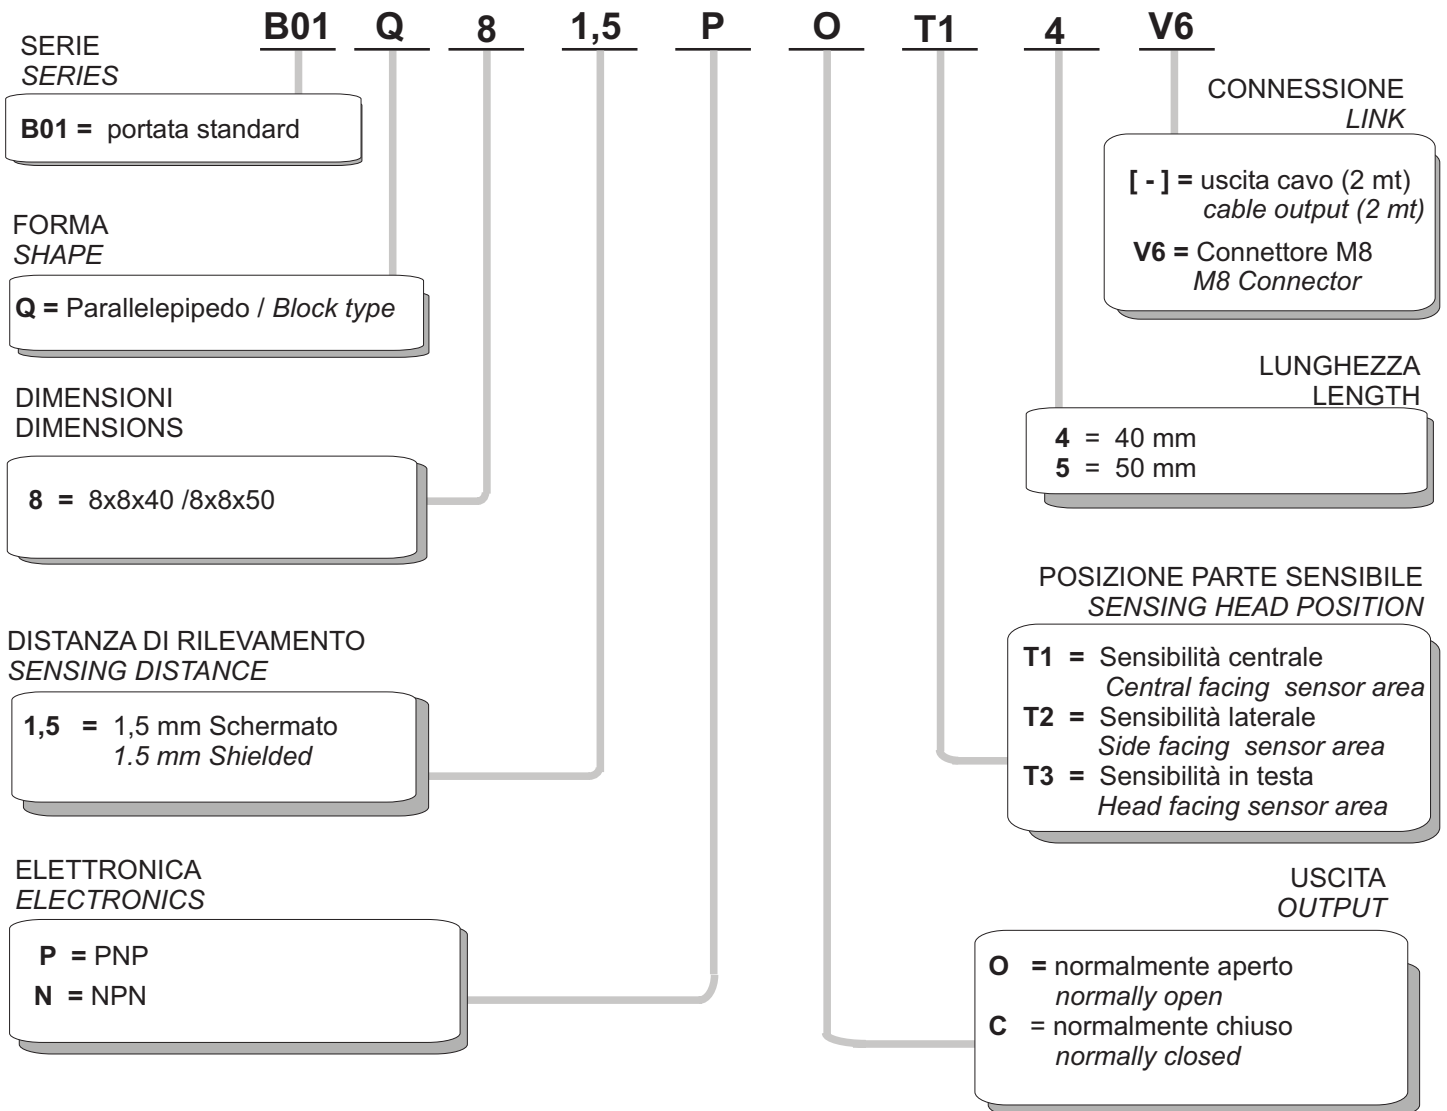 B01 Q 8 1,5 P O T1 4 V6
SERIE
SERIES
B01 = portata standard
FORMA
SHAPE
Q = Parallelepipedo / Block type
DIMENSIONI
DIMENSIONS
8 = 8x8x40 /8x8x50
DISTANZA DI RILEVAMENTO
SENSING DISTANCE
1,5 = 1,5 mm Schermato
1.5 mm Shielded
ELETTRONICA
ELECTRONICS
P = PNP
N = NPN
CONNESSIONE
LINK
[ - ] = uscita cavo (2 mt)
cable output (2 mt)
V6 = Connettore M8
M8 Connector
LUNGHEZZA
LENGTH
4 = 40 mm
5 = 50 mm
POSIZIONE PARTE SENSIBILE
SENSING HEAD POSITION
T1 = Sensibilità centrale
Central facing sensor area
T2 = Sensibilità laterale
Side facing sensor area
T3 = Sensibilità in testa
Head facing sensor area
USCITA
OUTPUT
O = normalmente aperto
normally open
C = normalmente chiuso
normally closed